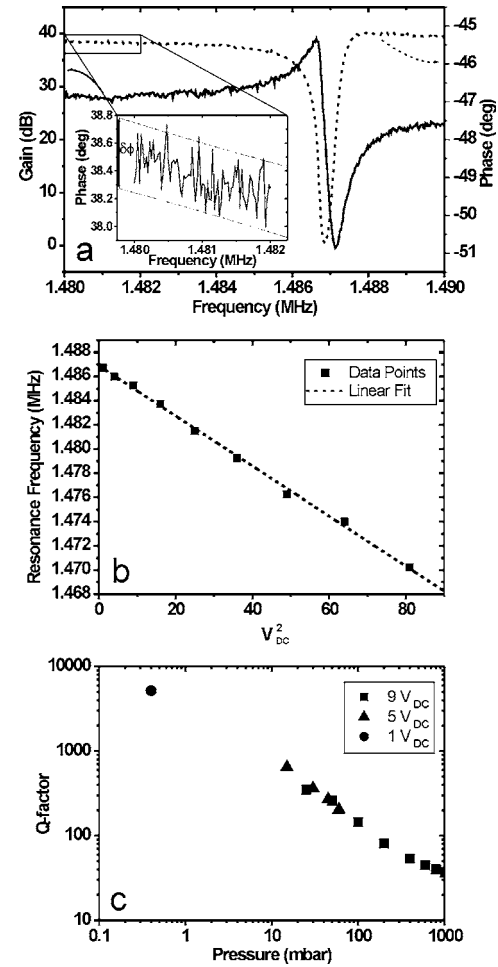 40
30
20
10
0
Gain (dB)
-45
-46
-47
-48
-49
-50
-51
Phase (deg)
38.8
38.6
38.4
38.2
38.0
Phase (deg)
δϕ
1.480 1.481 1.482
Frequency (MHz)
a
1.480 1.482 1.484 1.486 1.488 1.490
Frequency (MHz)
1.488
1.486
1.484
1.482
1.480
1.478
1.476
1.474
1.472
1.470
1.468
Resonance Frequency (MHz)
Data Points
Linear Fit
b
0 20 40 60 80
V²DC
10000
1000
100
10
Q-factor
9 VDC
5 VDC
1 VDC
c
0.1 1 10 100 1000
Pressure (mbar)